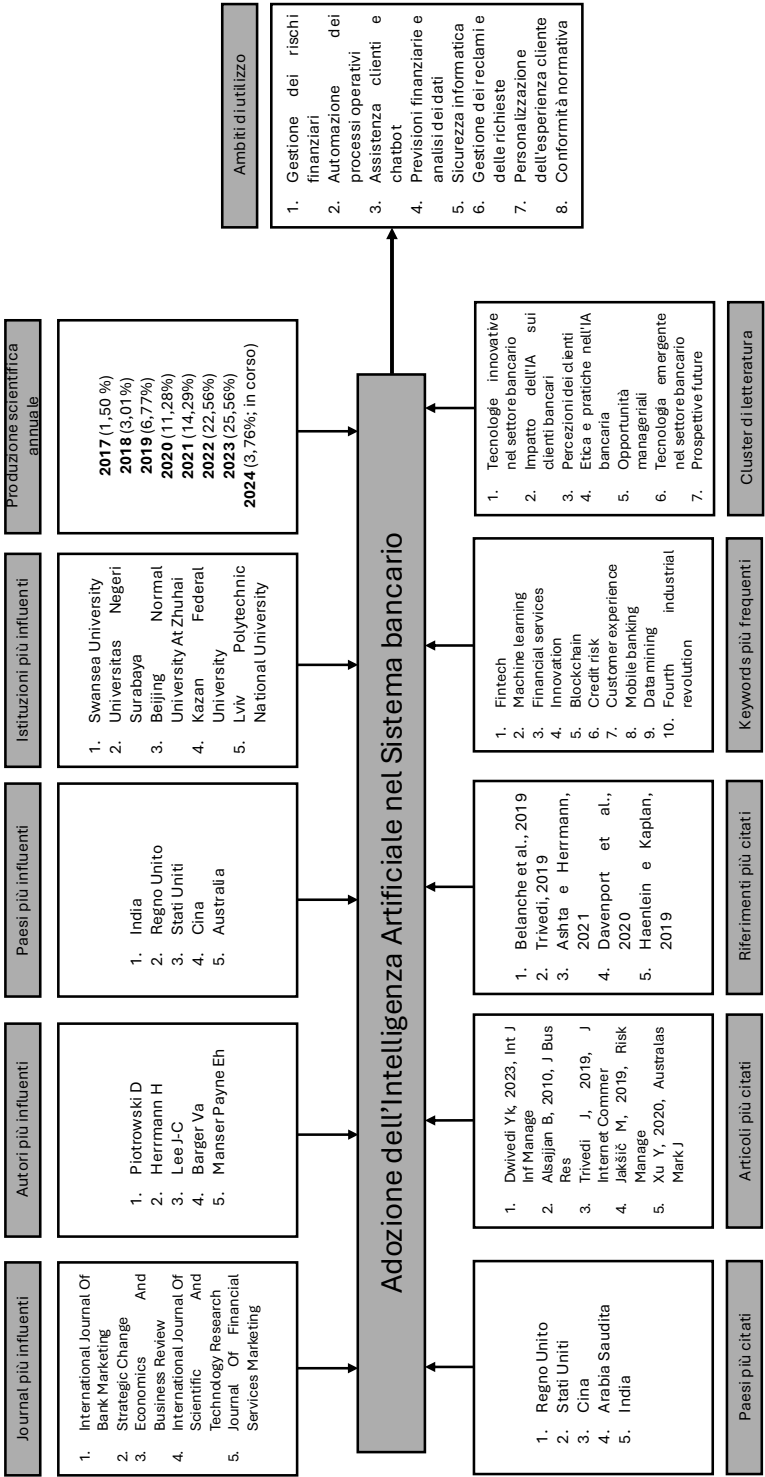 Journal più influenti
1. International Journal Of
Bank Marketing
2. Strategic Change
3. Economics And
Business Review
4. International Journal Of
Scientific And
Technology Research
5. Journal Of Financial
Services Marketing
Autori più influenti
1. Piotrowski D
2. Herrmann H
3. Lee J-C
4. Barger Va
5. Manser Payne Eh
Paesi più influenti
1. India
2. Regno Unito
3. Stati Uniti
4. Cina
5. Australia
Istituzioni più influenti
1. Swansea University
2. Universitas Negeri
Surabaya
3. Beijing Normal
University At Zhuhai
4. Kazan Federal
University
5. Lviv Polytechnic
National University
Produzione scientifica
annuale
2017 (1,50 %)
2018 (3,01%)
2019 (6,77%)
2020 (11,28%)
2021 (14,29%)
2022 (22,56%)
2023 (25,56%)
2024 (3,76%; in corso)
Adozione dell'Intelligenza Artificiale nel Sistema bancario
Ambiti di utilizzo
1. Gestione dei rischi
finanziari
2. Automazione dei
processi operativi
3. Assistenza clienti e
chatbot
4. Previsioni finanziarie e
analisi dei dati
5. Sicurezza informatica
6. Gestione dei reclami e
delle richieste
7. Personalizzazione e
dell'esperienza cliente
8. Conformità normativa
1. Regno Unito
2. Stati Uniti
3. Cina
4. Arabia Saudita
5. India
Paesi più citati
1. Dwivedi Yk, 2023, Int J
Inf Manage
2. Alsajjan B, 2010, J Bus
Res
3. Trivedi J, 2019, J
Internet Commer
4. Jakšič M, 2019, Risk
Manage
5. Xu Y, 2020, Australas
Mark J
Articoli più citati
1. Belanche et al., 2019
2. Trivedi, 2019
3. Ashta e Herrmann,
2021
4. Davenport et al.,
2020
5. Haenlein e Kaplan,
2019
Riferimenti più citati
1. Fintech
2. Machine learning
3. Financial services
4. Innovation
5. Blockchain
6. Credit risk
7. Customer experience
8. Mobile banking
9. Data mining
10. Fourth industrial
revolution
Keywords più frequenti
1. Tecnologie innovative
nel settore bancario
2. Impatto dell'IA sui
clienti bancari
3. Percezioni dei clienti
4. Etica e pratiche nell'IA
bancaria
5. Opportunità
manageriali
6. Tecnologia emergente
nel settore bancario
7. Prospettive future
Cluster di letteratura